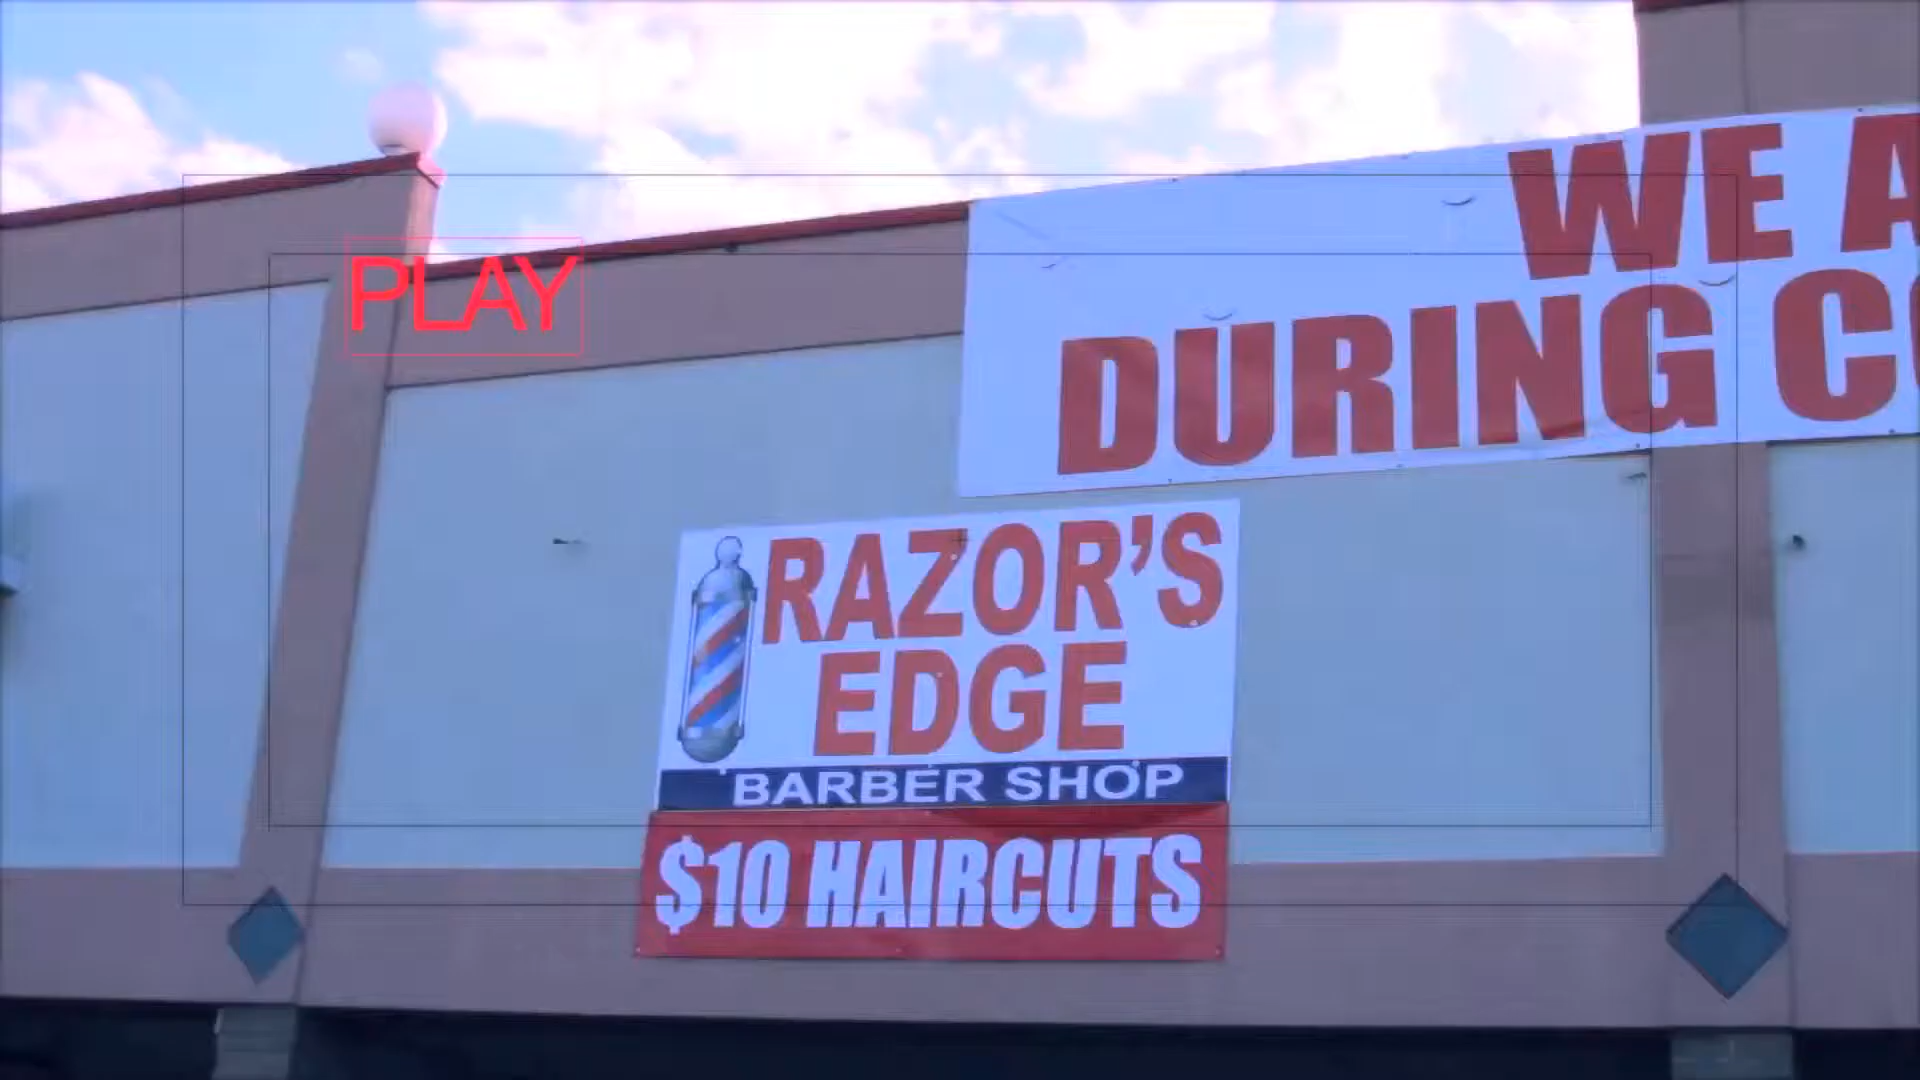 PLAY
WE A
DURING C
RAZOR'S
EDGE
BARBER SHOP
$10 HAIRCUTS